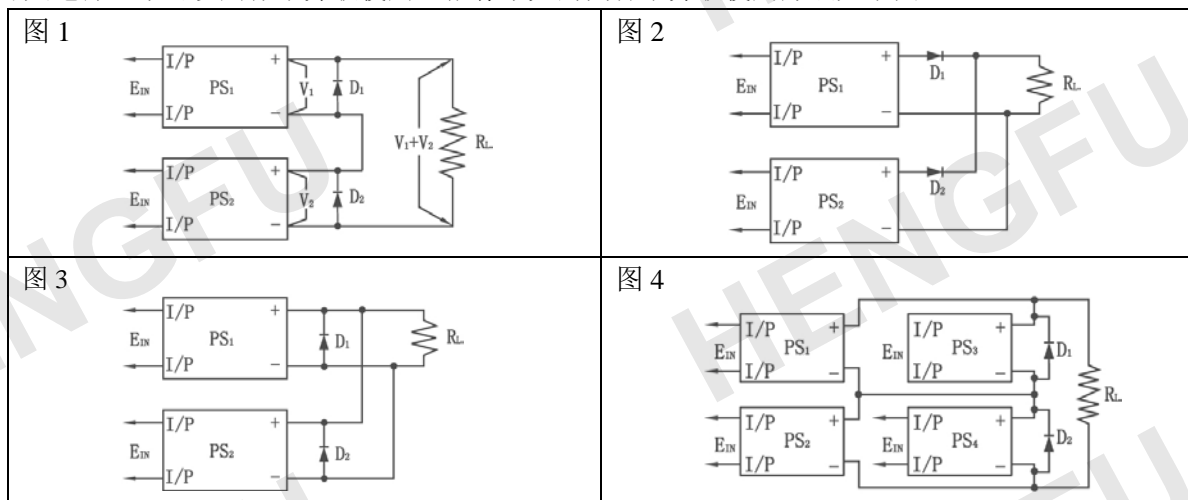 图 1
I/P + 
E_IN PS₁ V₁ D₁
I/P −
V₁+V₂ R_L.
I/P +
E_IN PS₂ V₂ D₂
I/P −
图 2
I/P + D₁
E_IN PS₁ R_L.
I/P −
I/P + D₂
E_IN PS₂
I/P −
图 3
I/P +
E_IN PS₁ D₁ R_L.
I/P −
I/P +
E_IN PS₂ D₂
I/P −
图 4
I/P + I/P +
E_IN PS₁ E_IN PS₃ D₁
I/P − I/P −
R_L.
I/P + I/P +
E_IN PS₂ E_IN PS₄ D₂
I/P − I/P −
HENGFU
HENGFU